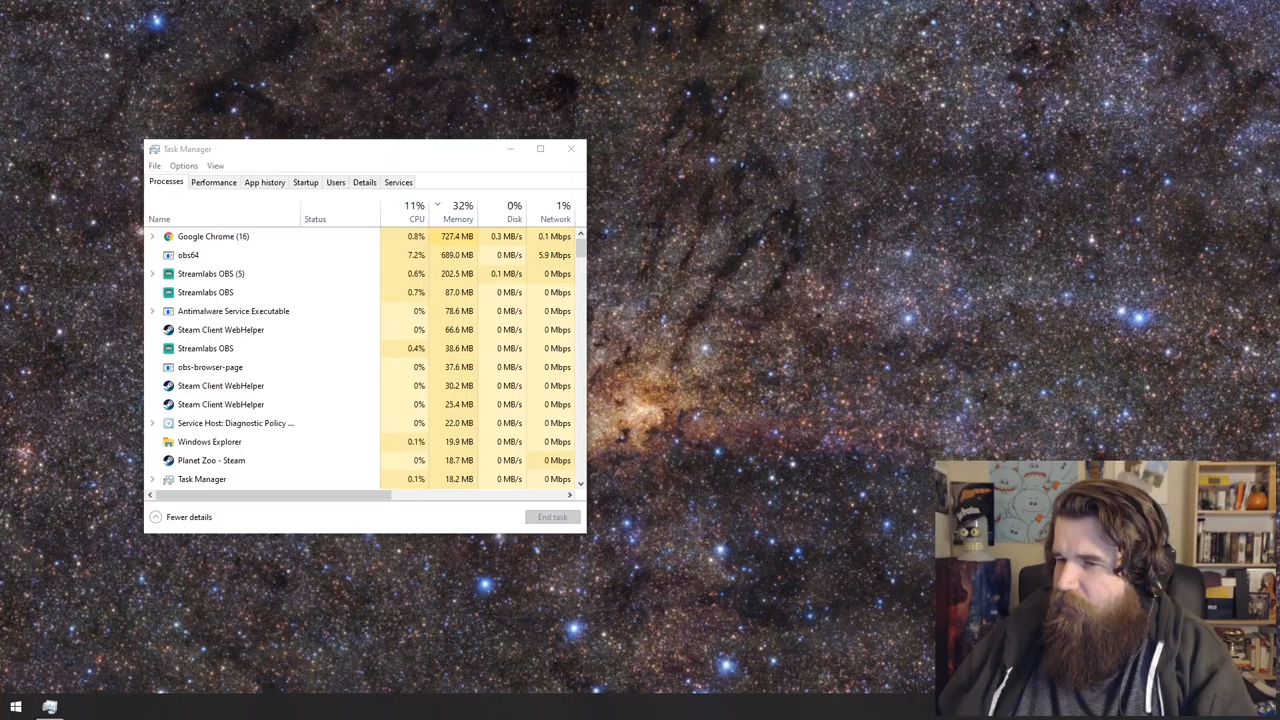 Task Manager
File Options View
Processes Performance App history Startup Users Details Services
11% 32% 0% 1%
Name Status CPU Memory Disk Network
Google Chrome (16) 0.8% 727.4 MB 0.3 MB/s 0.1 Mbps
obs64 7.2% 689.0 MB 0 MB/s 5.9 Mbps
Streamlabs OBS (5) 0.6% 202.5 MB 0.1 MB/s 0 Mbps
Streamlabs OBS 0.7% 87.0 MB 0 MB/s 0 Mbps
Antimalware Service Executable 0% 78.6 MB 0 MB/s 0 Mbps
Steam Client WebHelper 0% 66.6 MB 0 MB/s 0 Mbps
Streamlabs OBS 0.4% 38.6 MB 0 MB/s 0 Mbps
obs-browser-page 0% 37.6 MB 0 MB/s 0 Mbps
Steam Client WebHelper 0% 30.2 MB 0 MB/s 0 Mbps
Steam Client WebHelper 0% 25.4 MB 0 MB/s 0 Mbps
Service Host: Diagnostic Policy ... 0% 22.0 MB 0 MB/s 0 Mbps
Windows Explorer 0.1% 19.9 MB 0 MB/s 0 Mbps
Planet Zoo - Steam 0% 18.7 MB 0 MB/s 0 Mbps
Task Manager 0.1% 18.2 MB 0 MB/s 0 Mbps
Fewer details End task